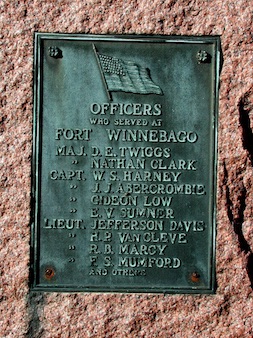 OFFICERS
WHO SERVED AT
FORT WINNEBAGO
MAJ. D. E. TWIGGS
" NATHAN CLARK
CAPT. W. S. HARNEY
" J. J. ABERCROMBIE
" GIDEON LOW
" E. V. SUMNER
LIEUT. JEFFERSON DAVIS
" H. P. VAN CLEVE
" R. B. MARCY
" F. S. MUMFORD
AND OTHERS